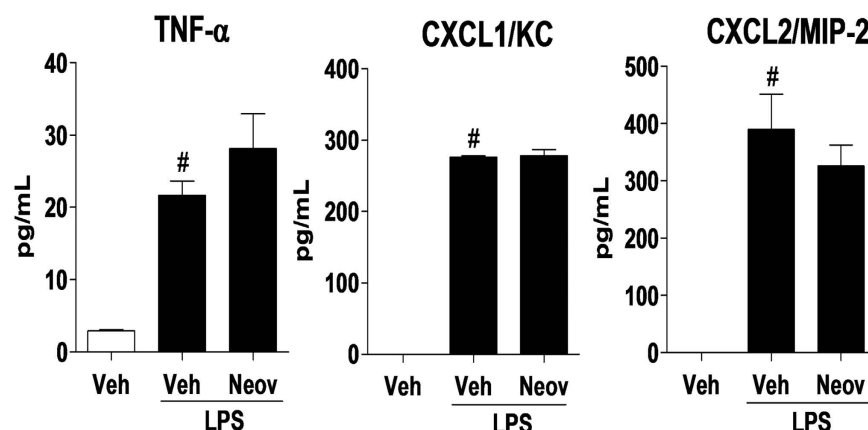 TNF-α
pg/mL
40
30
20
10
0
#
Veh Veh Neov
LPS
CXCL1/KC
pg/mL
400
300
200
100
0
#
Veh Veh Neov
LPS
CXCL2/MIP-2
pg/mL
500
400
300
200
100
0
#
Veh Veh Neov
LPS